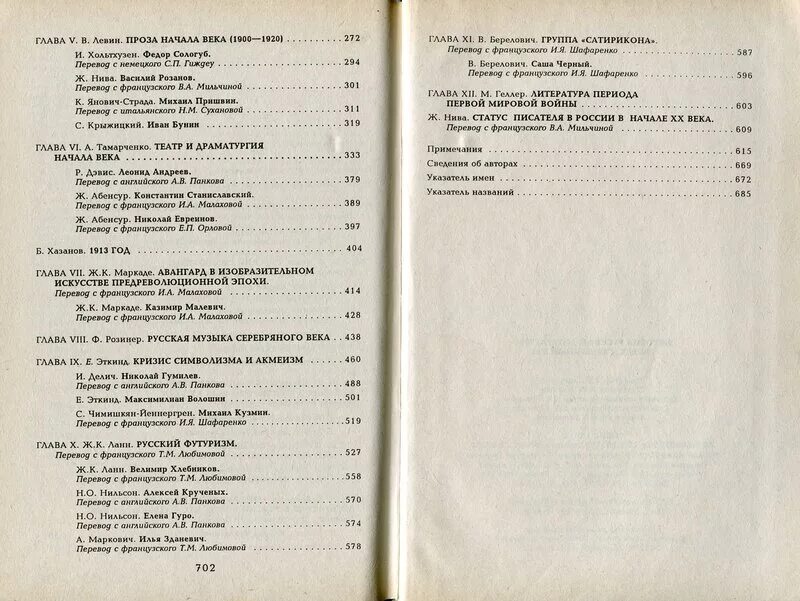 ГЛАВА V. В. Левин. ПРОЗА НАЧАЛА ВЕКА (1900—1920) 272
И. Хольтхузен. Федор Сологуб.
Перевод с немецкого С.П. Гиждеу 294
Ж. Нива. Василий Розанов.
Перевод с французского В.А. Мильчиной 301
К. Янович-Страда. Михаил Пришвин.
Перевод с итальянского Н.М. Сухановой 311
С. Крыжицкий. Иван Бунин 319
ГЛАВА VI. А. Тамарченко. ТЕАТР И ДРАМАТУРГИЯ
НАЧАЛА ВЕКА 333
Р. Дэвис. Леонид Андреев.
Перевод с английского А.В. Панкова 379
Ж. Абенсур. Константин Станиславский.
Перевод с французского И.А. Малаховой 389
Ж. Абенсур. Николай Евреинов.
Перевод с французского Е.П. Орловой 397
Б. Хазанов. 1913 ГОД 404
ГЛАВА VII. Ж.К. Маркаде. АВАНГАРД В ИЗОБРАЗИТЕЛЬНОМ
ИСКУССТВЕ ПРЕДРЕВОЛЮЦИОННОЙ ЭПОХИ.
Перевод с французского И.А. Малаховой 414
Ж.К. Маркаде. Казимир Малевич.
Перевод с французского И.А. Малаховой 428
ГЛАВА VIII. Ф. Розинер. РУССКАЯ МУЗЫКА СЕРЕБРЯНОГО ВЕКА 438
ГЛАВА IX. Е. Эткинд. КРИЗИС СИМВОЛИЗМА И АКМЕИЗМ 460
И. Делич. Николай Гумилев.
Перевод с английского А.В. Панкова 488
Е. Эткинд. Максимилиан Волошин 501
С. Чимишкян-Йеннергрен. Михаил Кузмин.
Перевод с французского И.Я. Шафаренко 519
ГЛАВА X. Ж.К. Ланн. РУССКИЙ ФУТУРИЗМ.
Перевод с французского Т.М. Любимовой 527
Ж.К. Ланн. Велимир Хлебников.
Перевод с французского Т.М. Любимовой 558
Н.О. Нильсон. Алексей Крученых.
Перевод с английского А.В. Панкова 570
Н.О. Нильсон. Елена Гуро.
Перевод с английского А.В. Панкова 574
А. Маркович. Илья Зданевич.
Перевод с французского Т.М. Любимовой 578
702
ГЛАВА XI. В. Берелович. ГРУППА «САТИРИКОНА».
Перевод с французского И.Я. Шафаренко 587
В. Берелович. Саша Черный.
Перевод с французского И.Я. Шафаренко 596
ГЛАВА XII. М. Геллер. ЛИТЕРАТУРА ПЕРИОДА
ПЕРВОЙ МИРОВОЙ ВОЙНЫ 603
Ж. Нива. СТАТУС ПИСАТЕЛЯ В РОССИИ В НАЧАЛЕ XX ВЕКА.
Перевод с французского В.А. Мильчиной 609
Примечания 615
Сведения об авторах 669
Указатель имен 672
Указатель названий 685